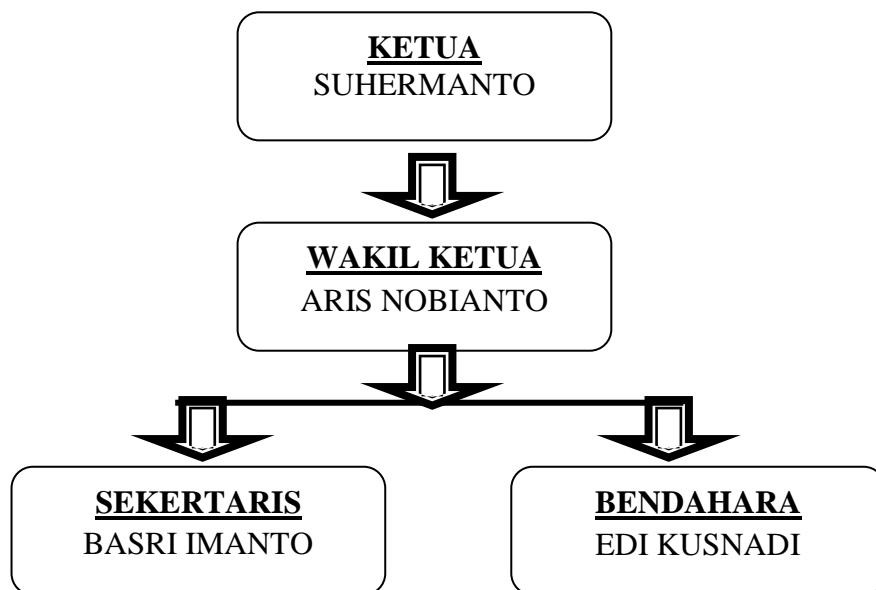 KETUA
SUHERMANTO
WAKIL KETUA
ARIS NOBIANTO
SEKERTARIS
BASRI IMANTO
BENDAHARA
EDI KUSNADI